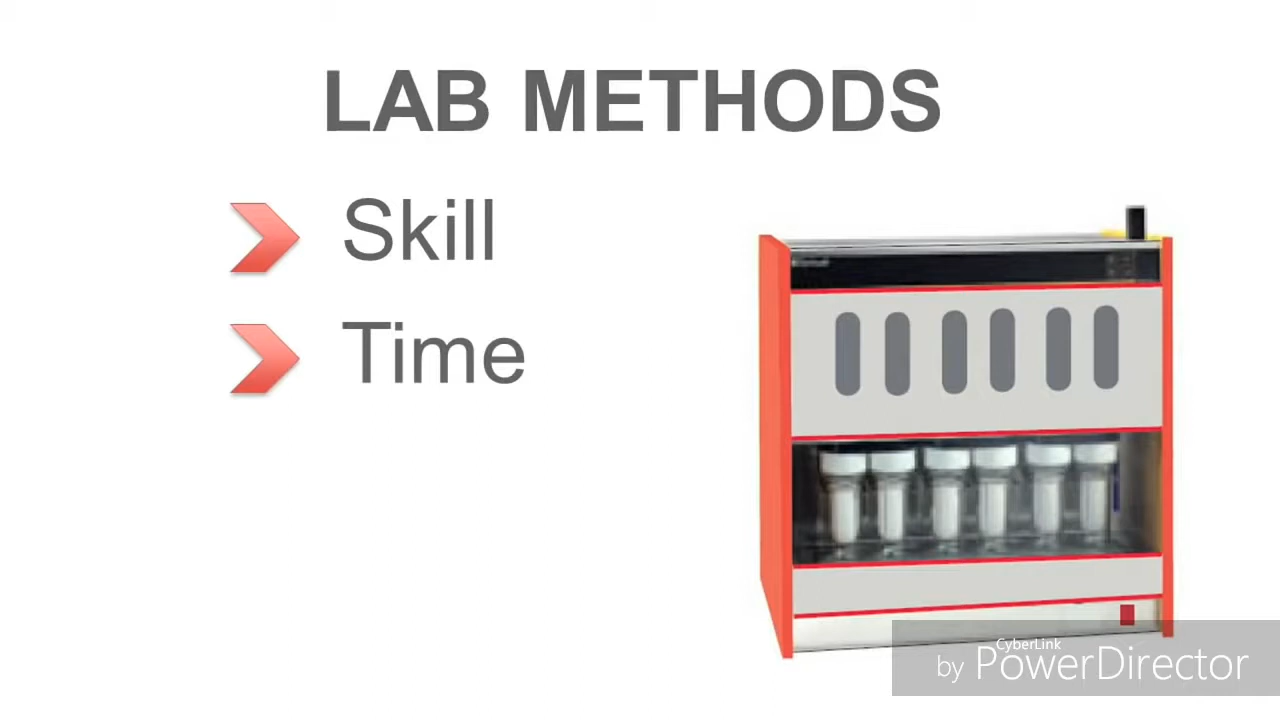 LAB METHODS
Skill
Time
CyberLink
by PowerDirector